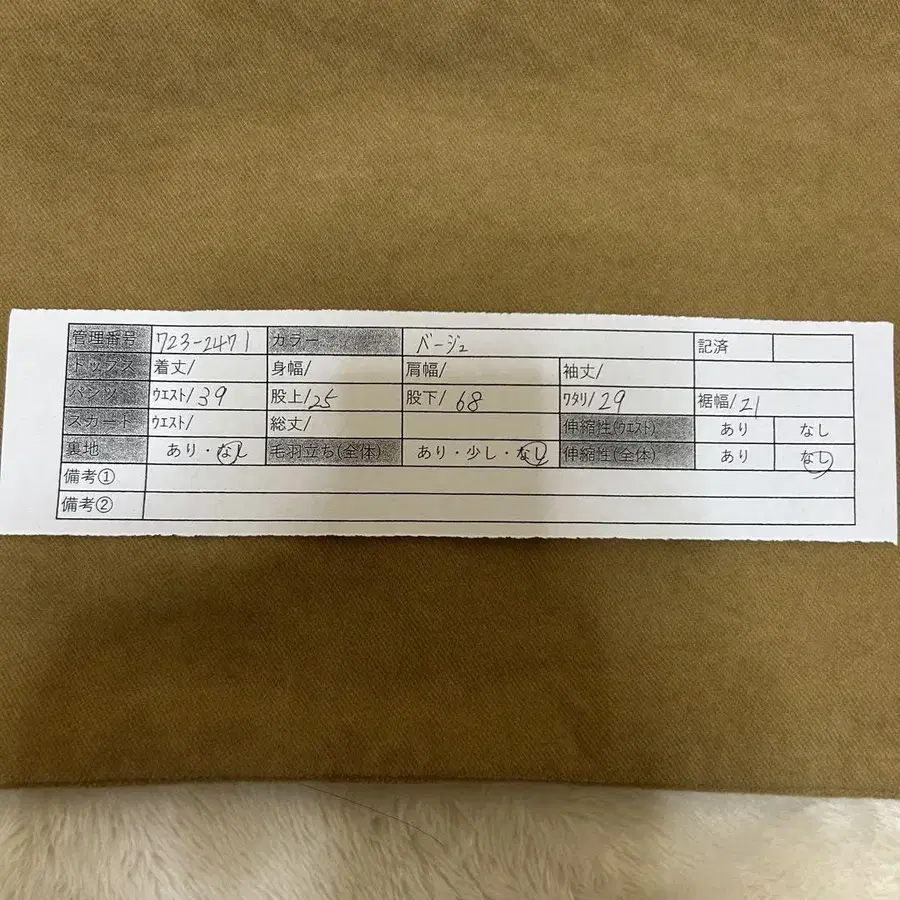 管理番号 723-2471 カラー ベージュ 記済
トップス 着丈/ 身幅/ 肩幅/ 袖丈/
パンツ ウエスト/39 股上/25 股下/68 ワタリ/29 裾幅/21
スカート ウエスト/ 総丈/ 伸縮性(ウエスト) あり なし
裏地 あり・なし 毛羽立ち(全体) あり・少し・なし 伸縮性(全体) あり なし
備考①
備考②